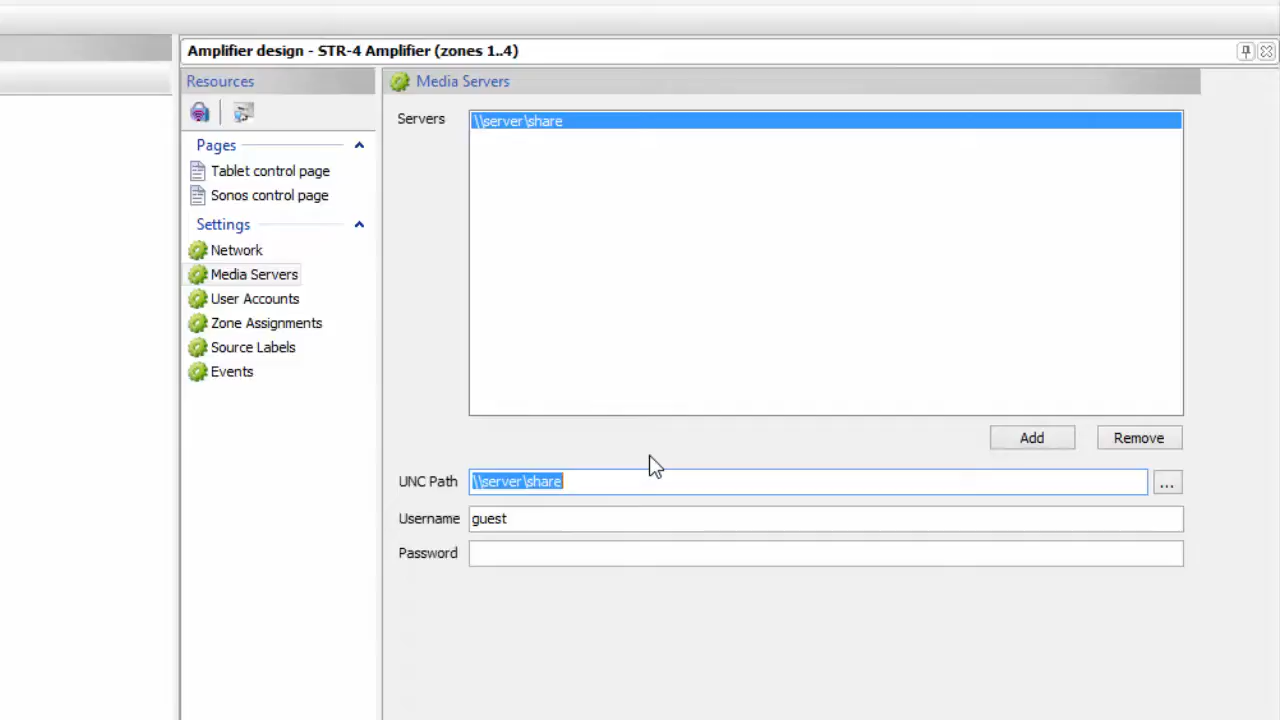 Amplifier design - STR-4 Amplifier (zones 1..4)
Resources
Pages
Tablet control page
Sonos control page
Settings
Network
Media Servers
User Accounts
Zone Assignments
Source Labels
Events
Media Servers
Servers
\\server\share
Add
Remove
UNC Path
\\server\share
...
Username
guest
Password